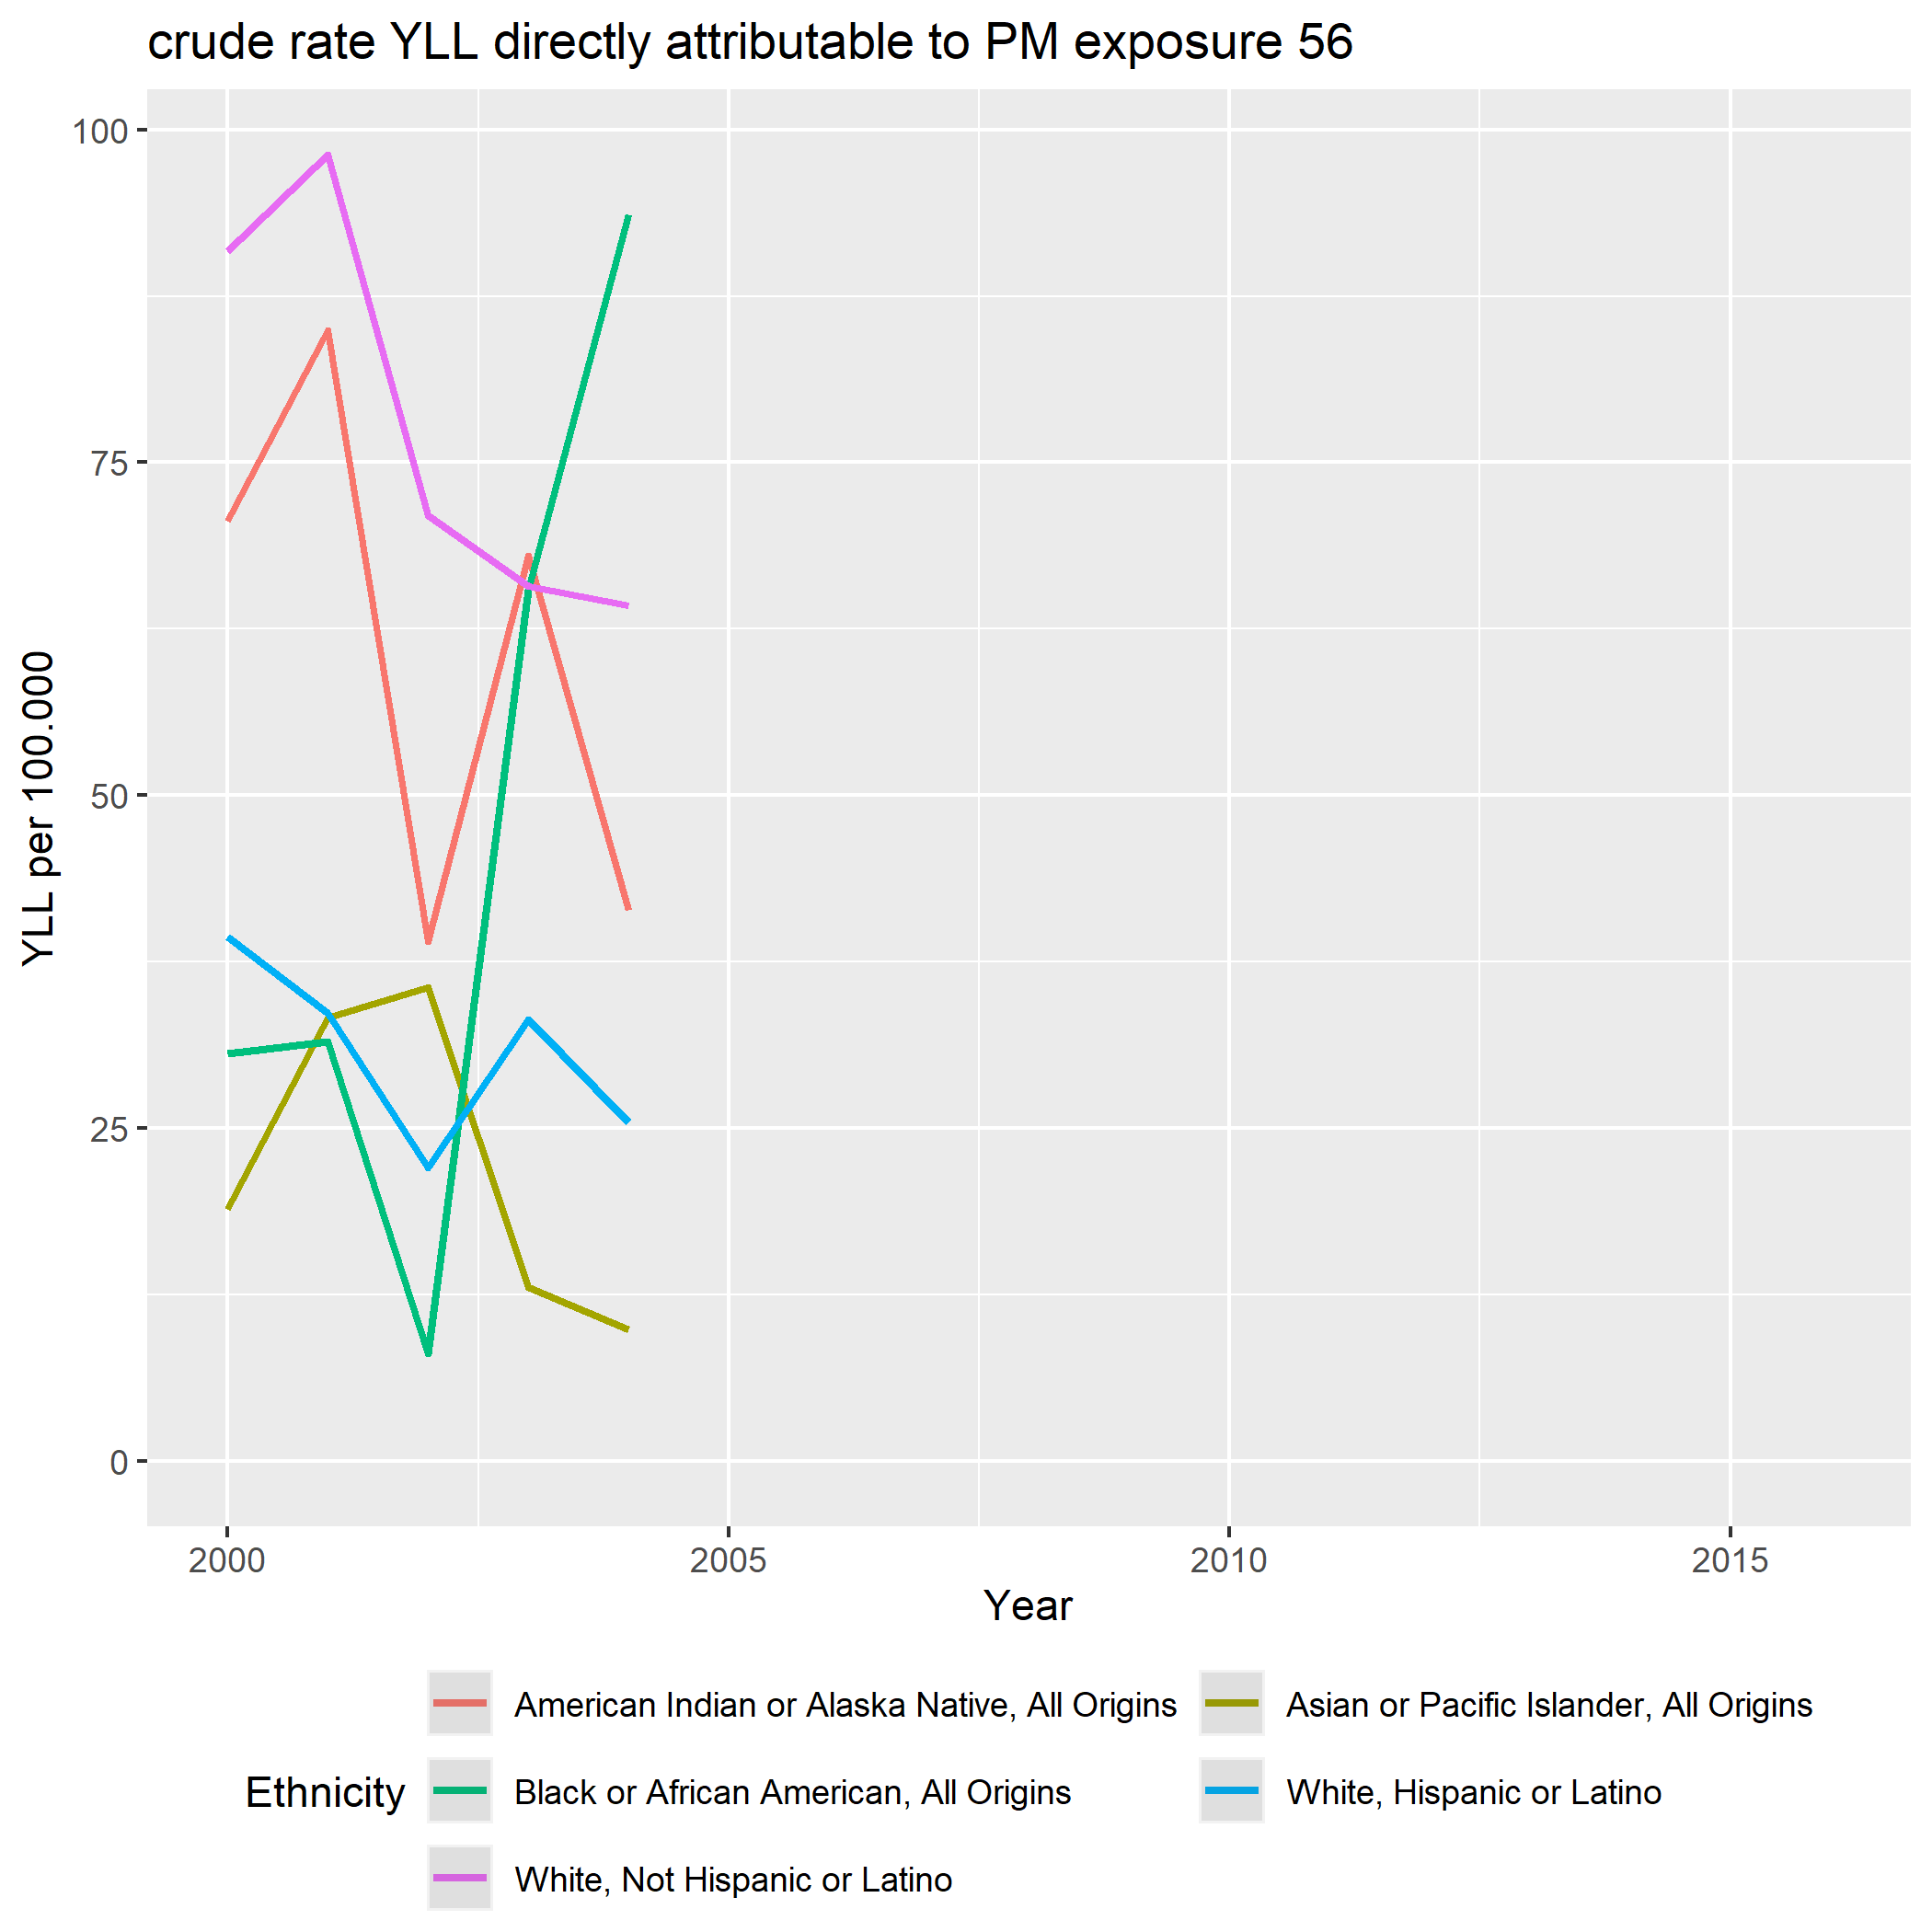 crude rate YLL directly attributable to PM exposure 56
100
75
50
25
0
YLL per 100.000
2000 2005 2010 2015
Year
Ethnicity
American Indian or Alaska Native, All Origins
Asian or Pacific Islander, All Origins
Black or African American, All Origins
White, Hispanic or Latino
White, Not Hispanic or Latino